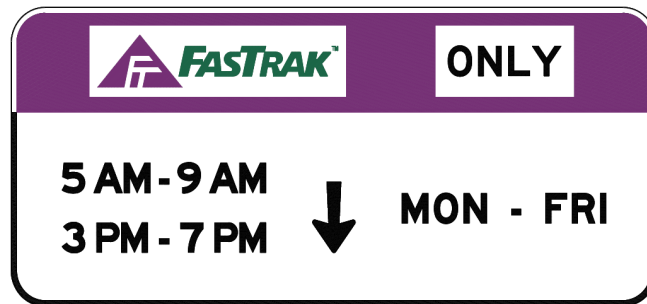 FASTRAK™ ONLY
5 AM - 9 AM
3 PM - 7 PM
MON - FRI